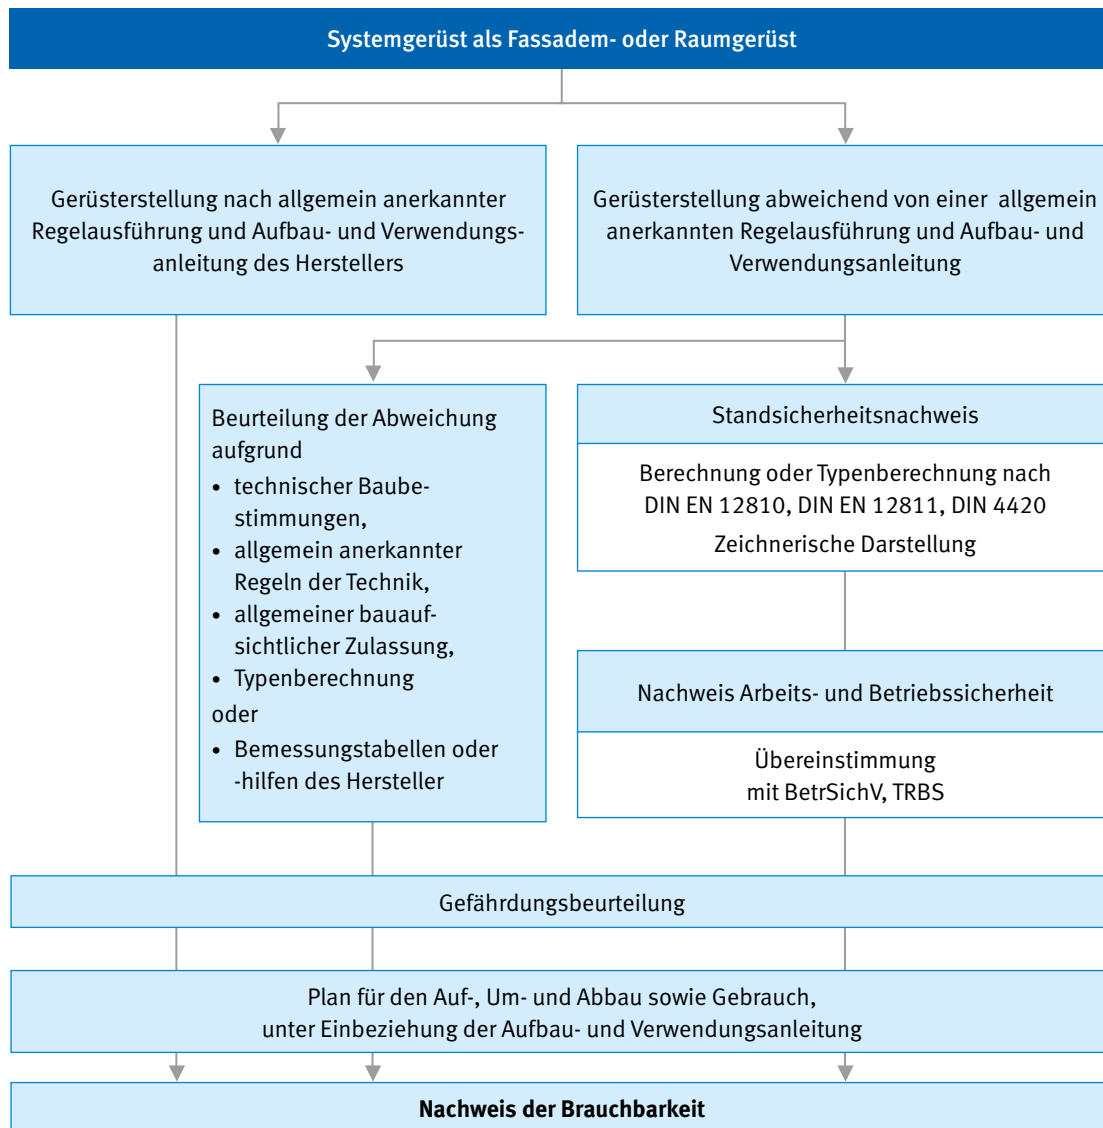 Systemgerüst als Fassadem- oder Raumgerüst
Gerüsterstellung nach allgemein anerkannter
Regelausführung und Aufbau- und Verwendungs-
anleitung des Herstellers
Gerüsterstellung abweichend von einer allgemein
anerkannten Regelausführung und Aufbau- und
Verwendungsanleitung
Beurteilung der Abweichung
aufgrund
• technischer Baube-
stimmungen,
• allgemein anerkannter
Regeln der Technik,
• allgemeiner bauauf-
sichtlicher Zulassung,
• Typenberechnung
oder
• Bemessungstabellen oder
-hilfen des Hersteller
Standsicherheitsnachweis
Berechnung oder Typenberechnung nach
DIN EN 12810, DIN EN 12811, DIN 4420
Zeichnerische Darstellung
Nachweis Arbeits- und Betriebssicherheit
Übereinstimmung
mit BetrSichV, TRBS
Gefährdungsbeurteilung
Plan für den Auf-, Um- und Abbau sowie Gebrauch,
unter Einbeziehung der Aufbau- und Verwendungsanleitung
Nachweis der Brauchbarkeit